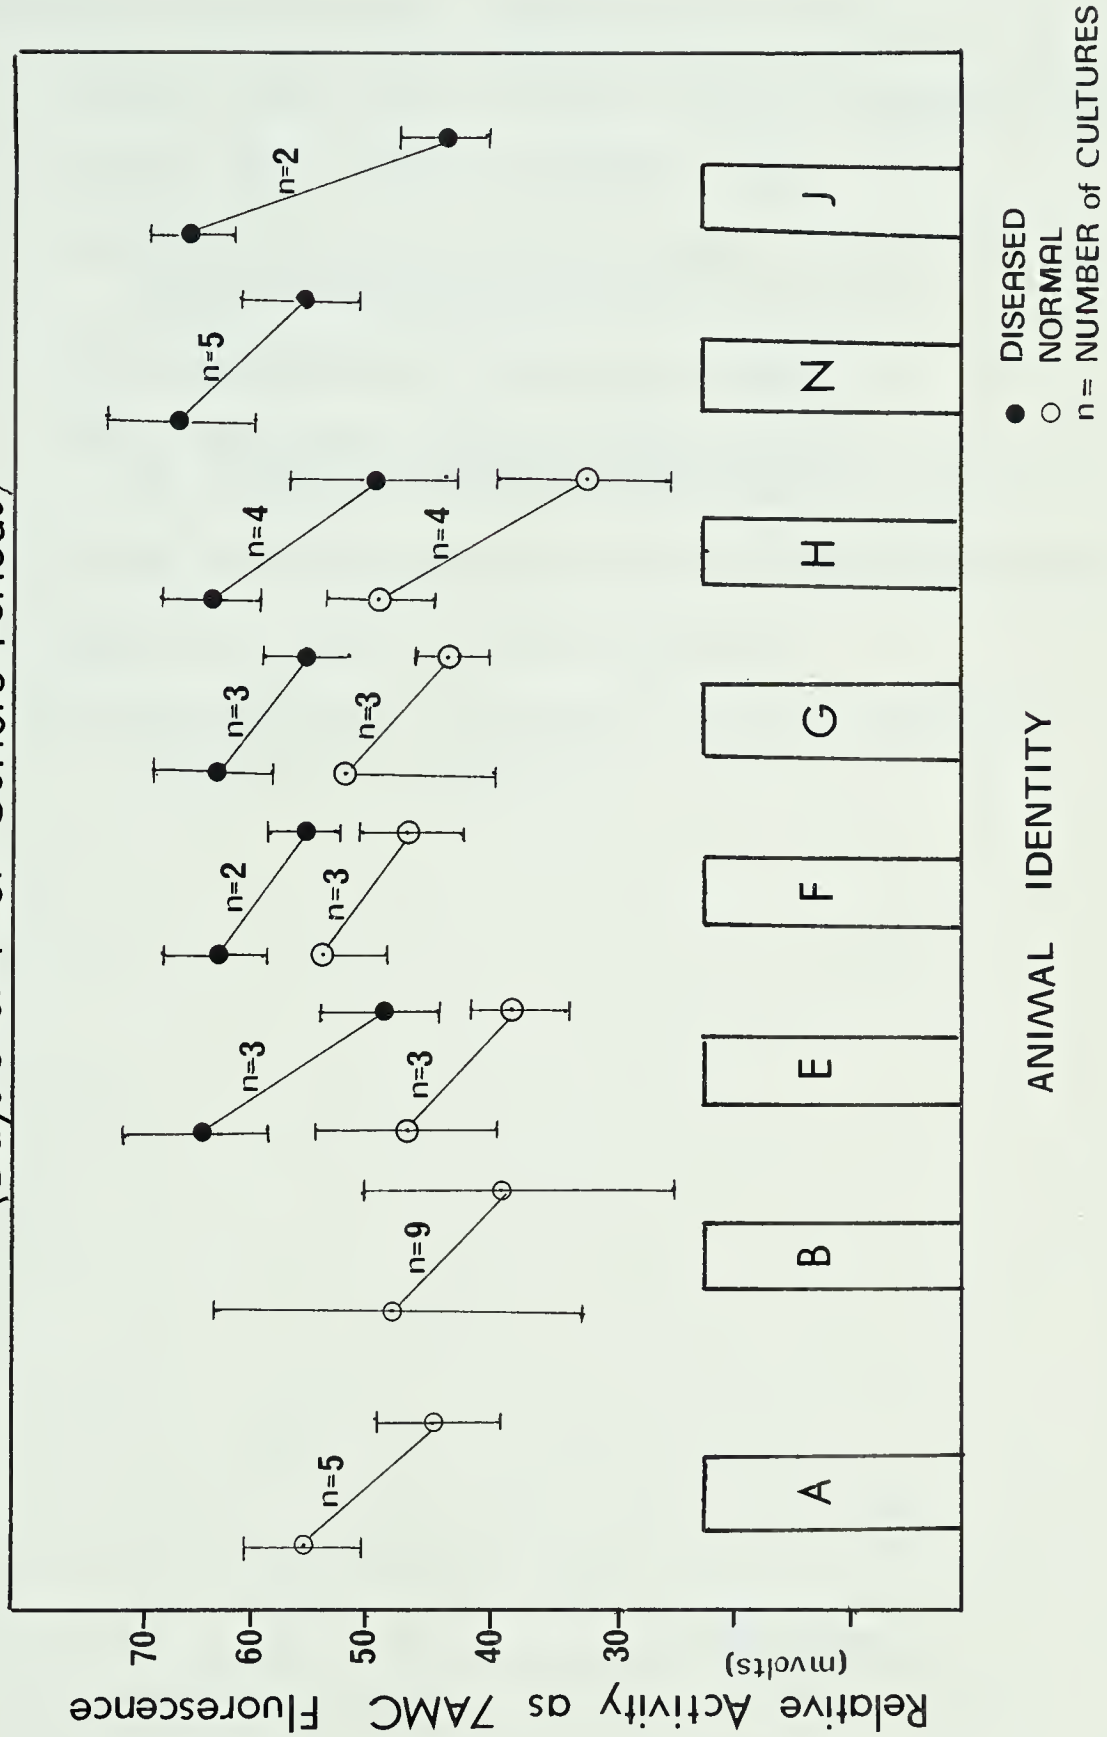 70
60
50
40
30
Relative Activity as 7AMC Fluorescence
(mvolts)
n=5
n=9
n=3
n=3
n=2
n=3
n=3
n=3
n=4
n=4
n=5
n=2
A
B
E
F
G
H
N
J
ANIMAL IDENTITY
● DISEASED
○ NORMAL
n= NUMBER of CULTURES